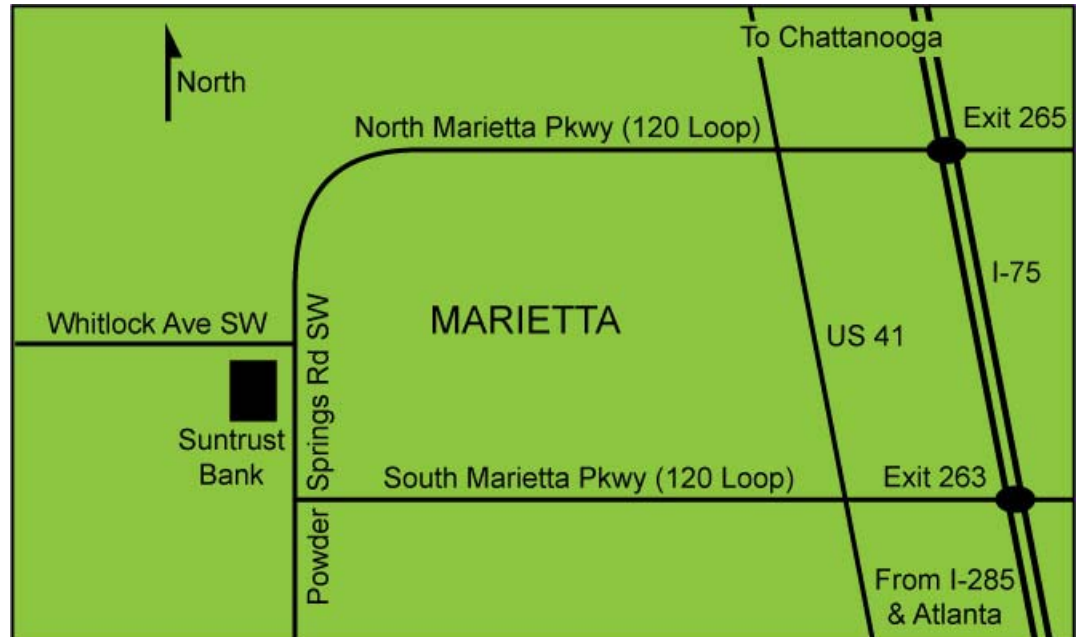 To Chattanooga
North
Exit 265
North Marietta Pkwy (120 Loop)
I-75
Whitlock Ave SW
MARIETTA
US 41
Powder Springs Rd SW
Suntrust
Bank
South Marietta Pkwy (120 Loop)
Exit 263
From I-285
& Atlanta